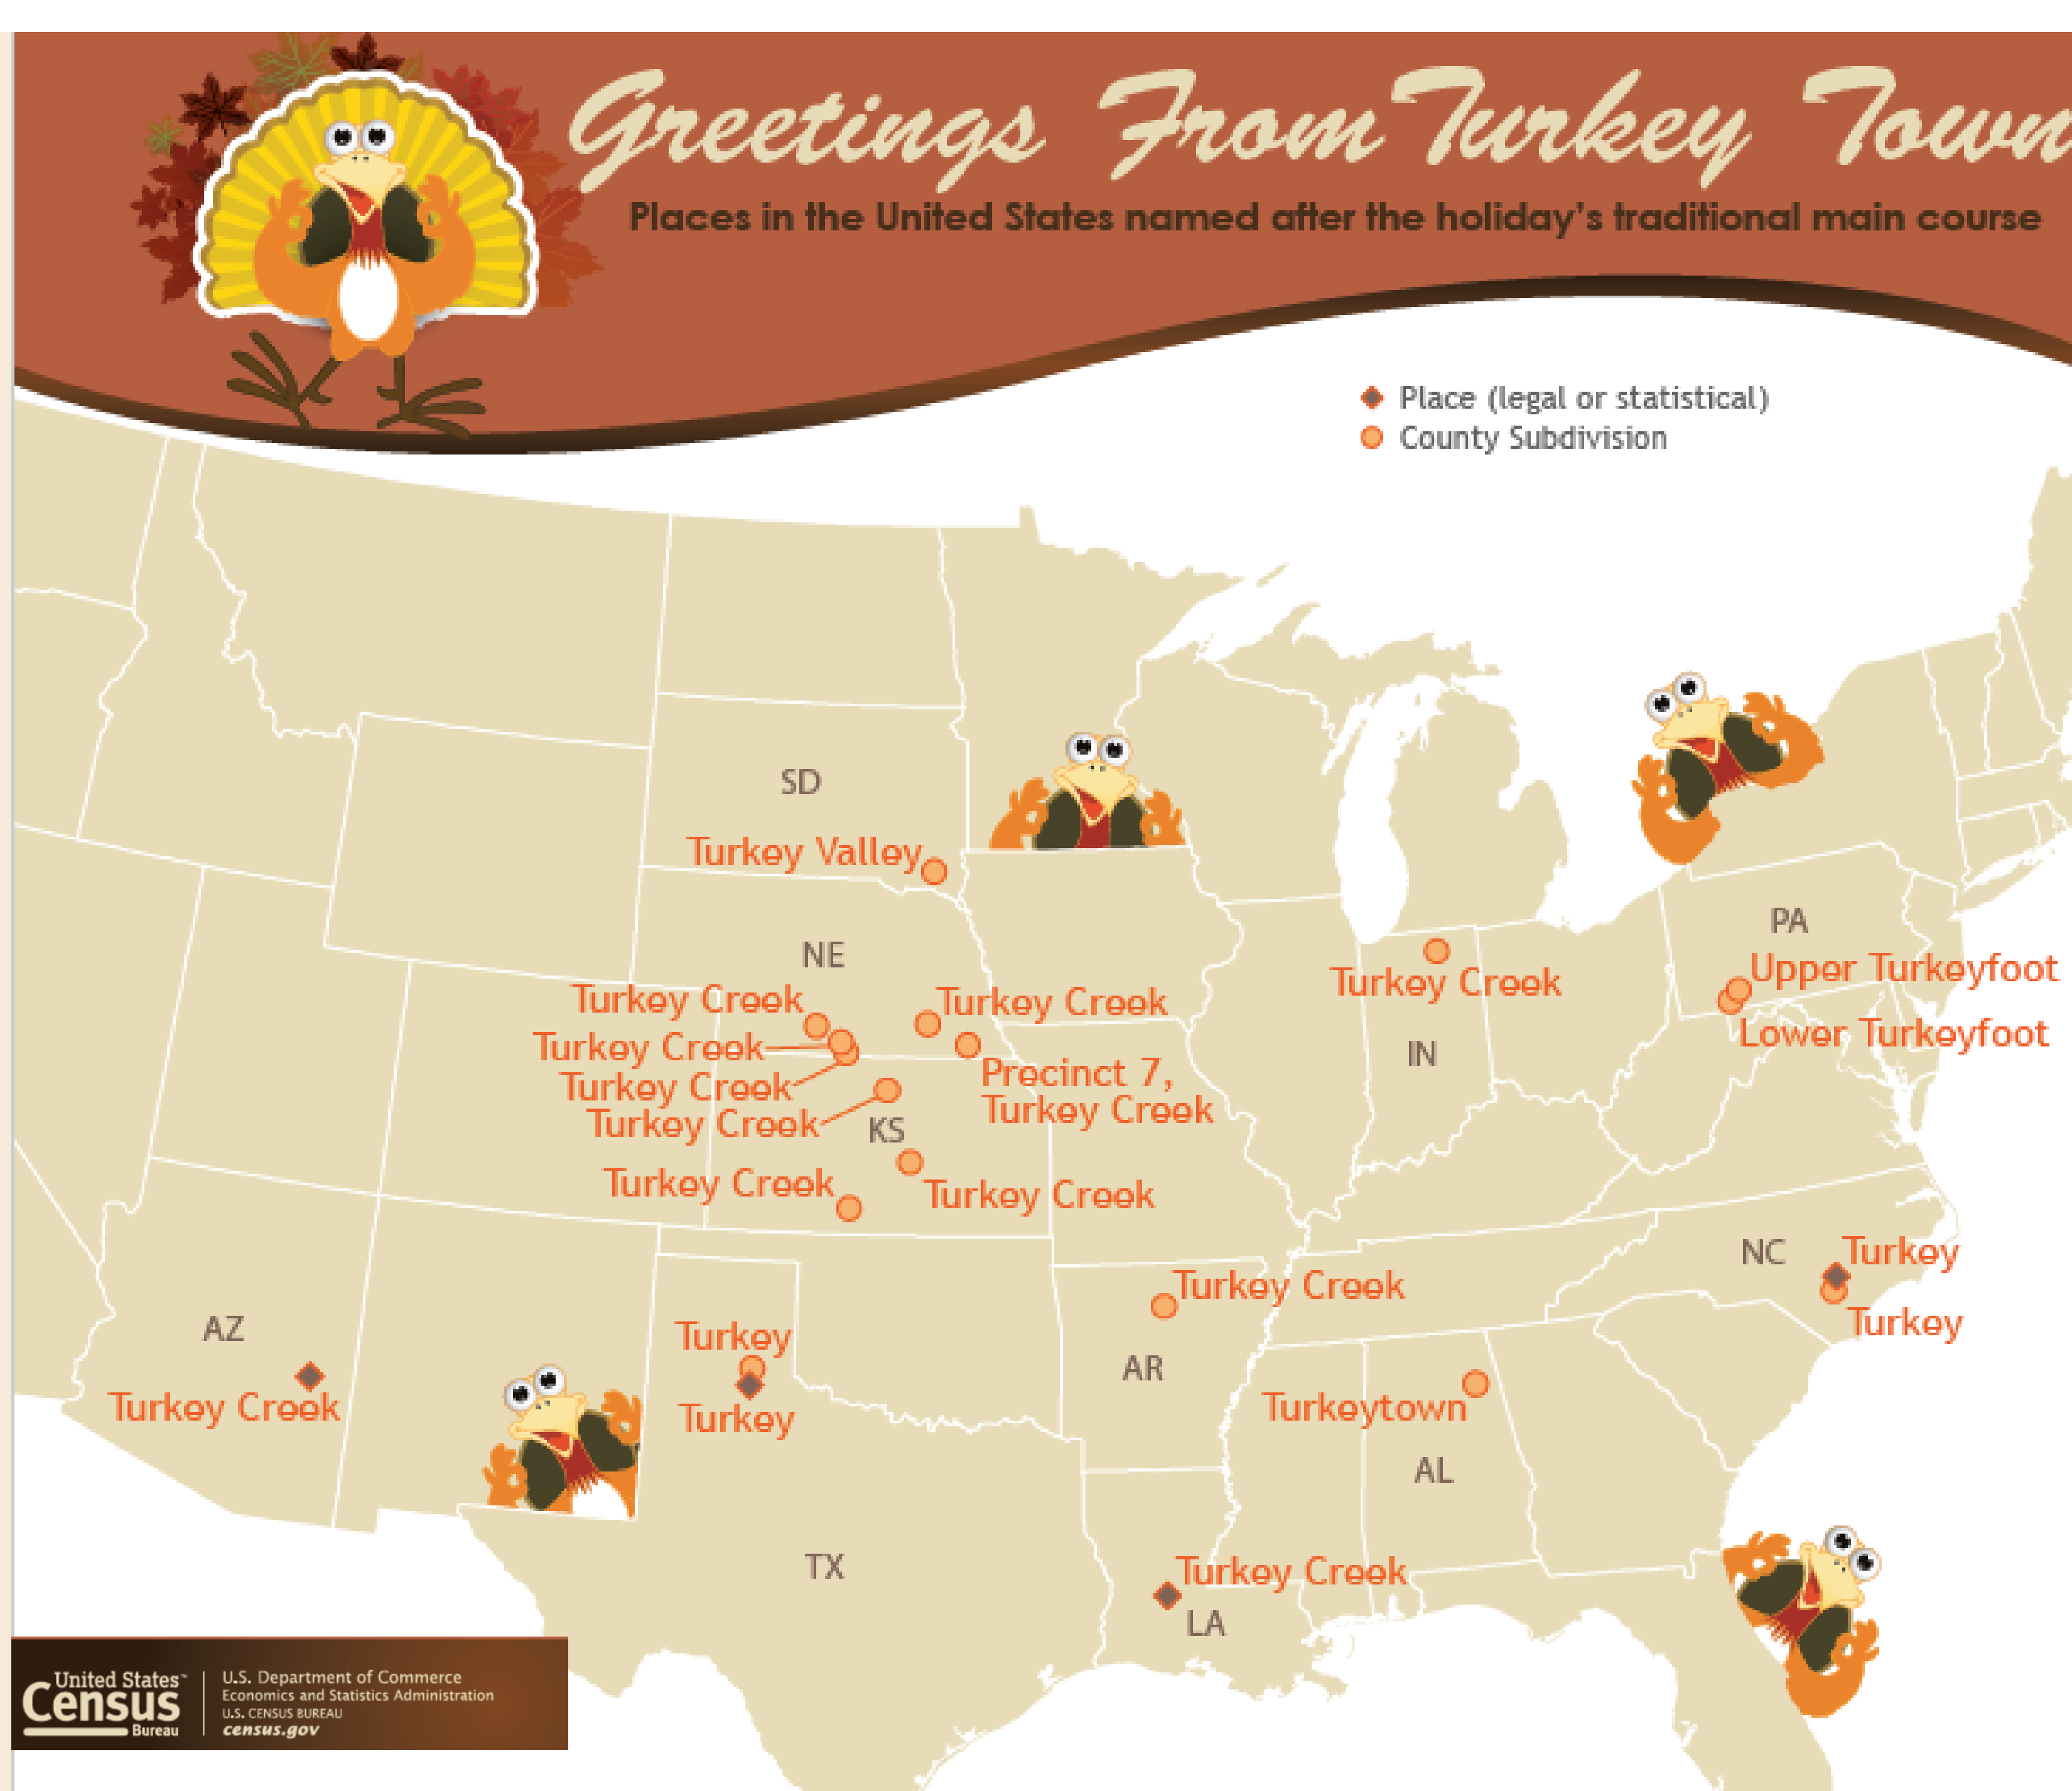 Greetings From Turkey Town
Places in the United States named after the holiday's traditional main course
Place (legal or statistical)
County Subdivision
SD
Turkey Valley
NE
Turkey Creek
Turkey Creek
Turkey Creek
Turkey Creek
Turkey Creek
Precinct 7,
Turkey Creek
KS
Turkey Creek
Turkey Creek
Turkey Creek
IN
PA
Upper Turkeyfoot
Lower Turkeyfoot
NC
Turkey
Turkey
AZ
Turkey Creek
Turkey
Turkey
TX
Turkey Creek
AR
Turkeytown
AL
Turkey Creek
LA
United States™
Census
Bureau
U.S. Department of Commerce
Economics and Statistics Administration
U.S. CENSUS BUREAU
census.gov